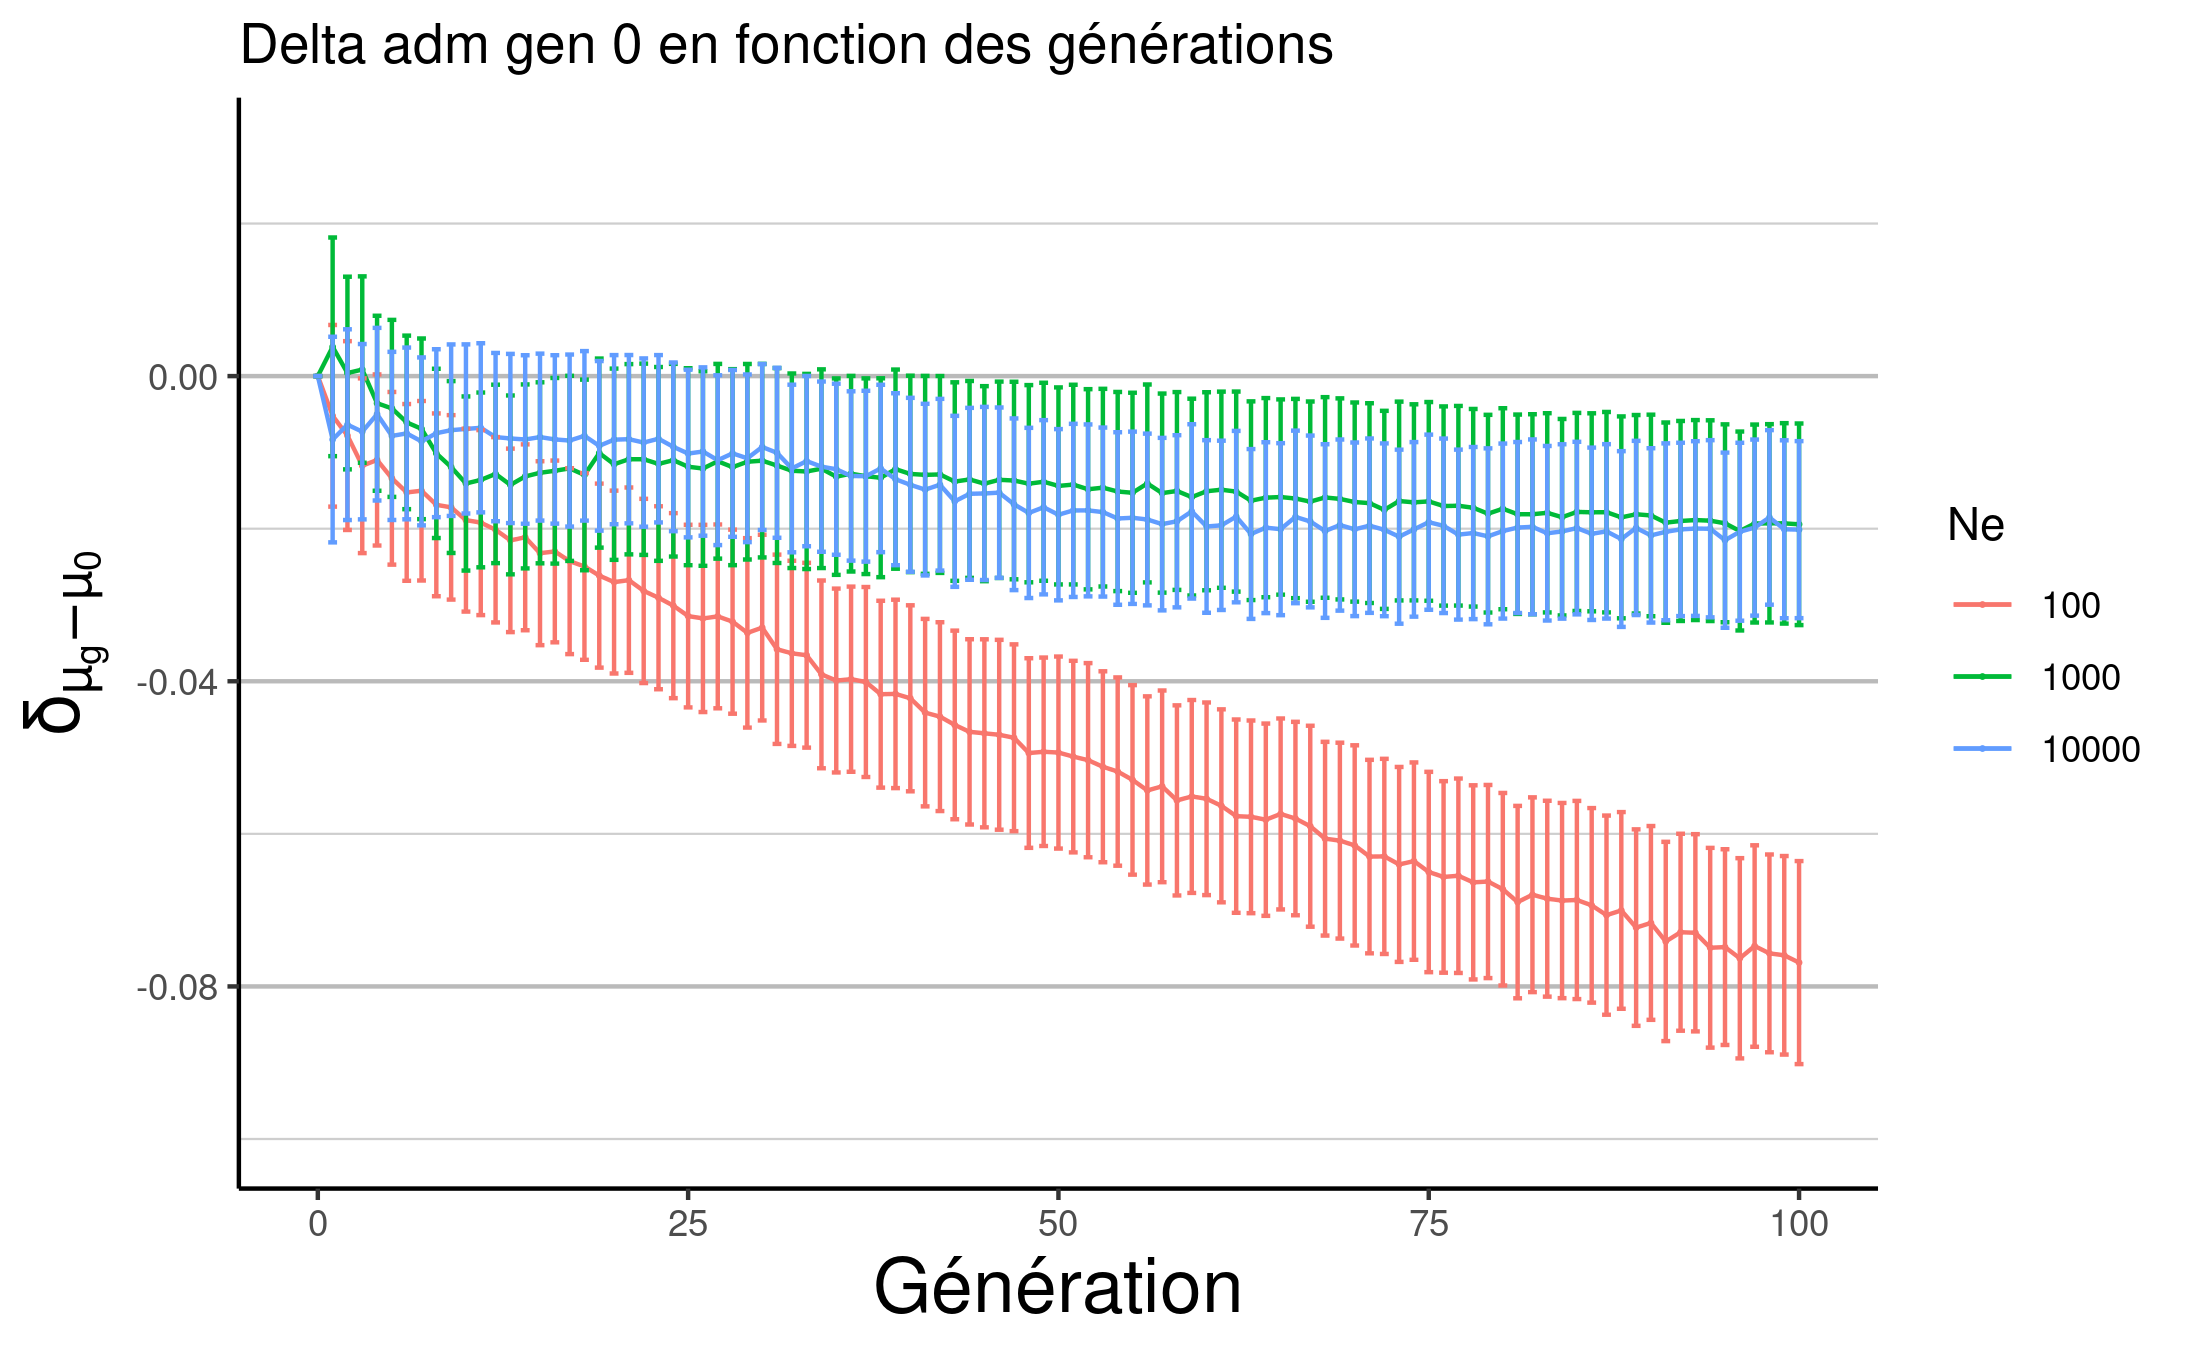 Delta adm gen 0 en fonction des générations
δμg−μ0
0.00
-0.04
-0.08
0 25 50 75 100
Génération
Ne
100
1000
10000